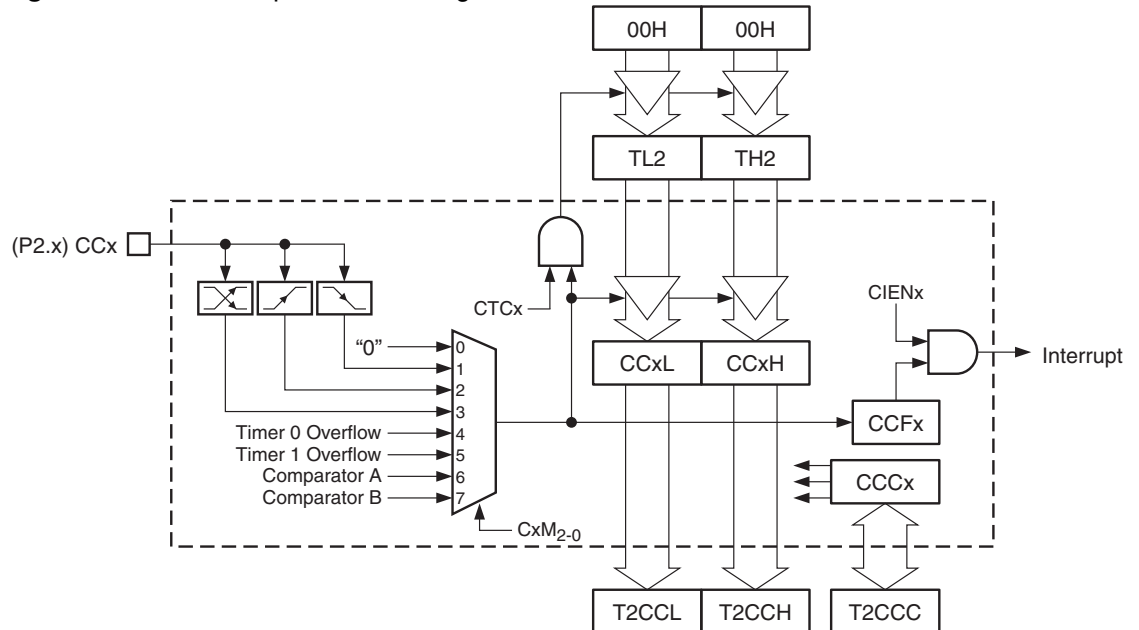 00H 00H
TL2 TH2
(P2.x) CCx
CTCx
CIENx
"0" 0
1
2
3
Timer 0 Overflow 4
Timer 1 Overflow 5
Comparator A 6
Comparator B 7
CxM2-0
CCxL CCxH
Interrupt
CCFx
CCCx
T2CCL T2CCH T2CCC